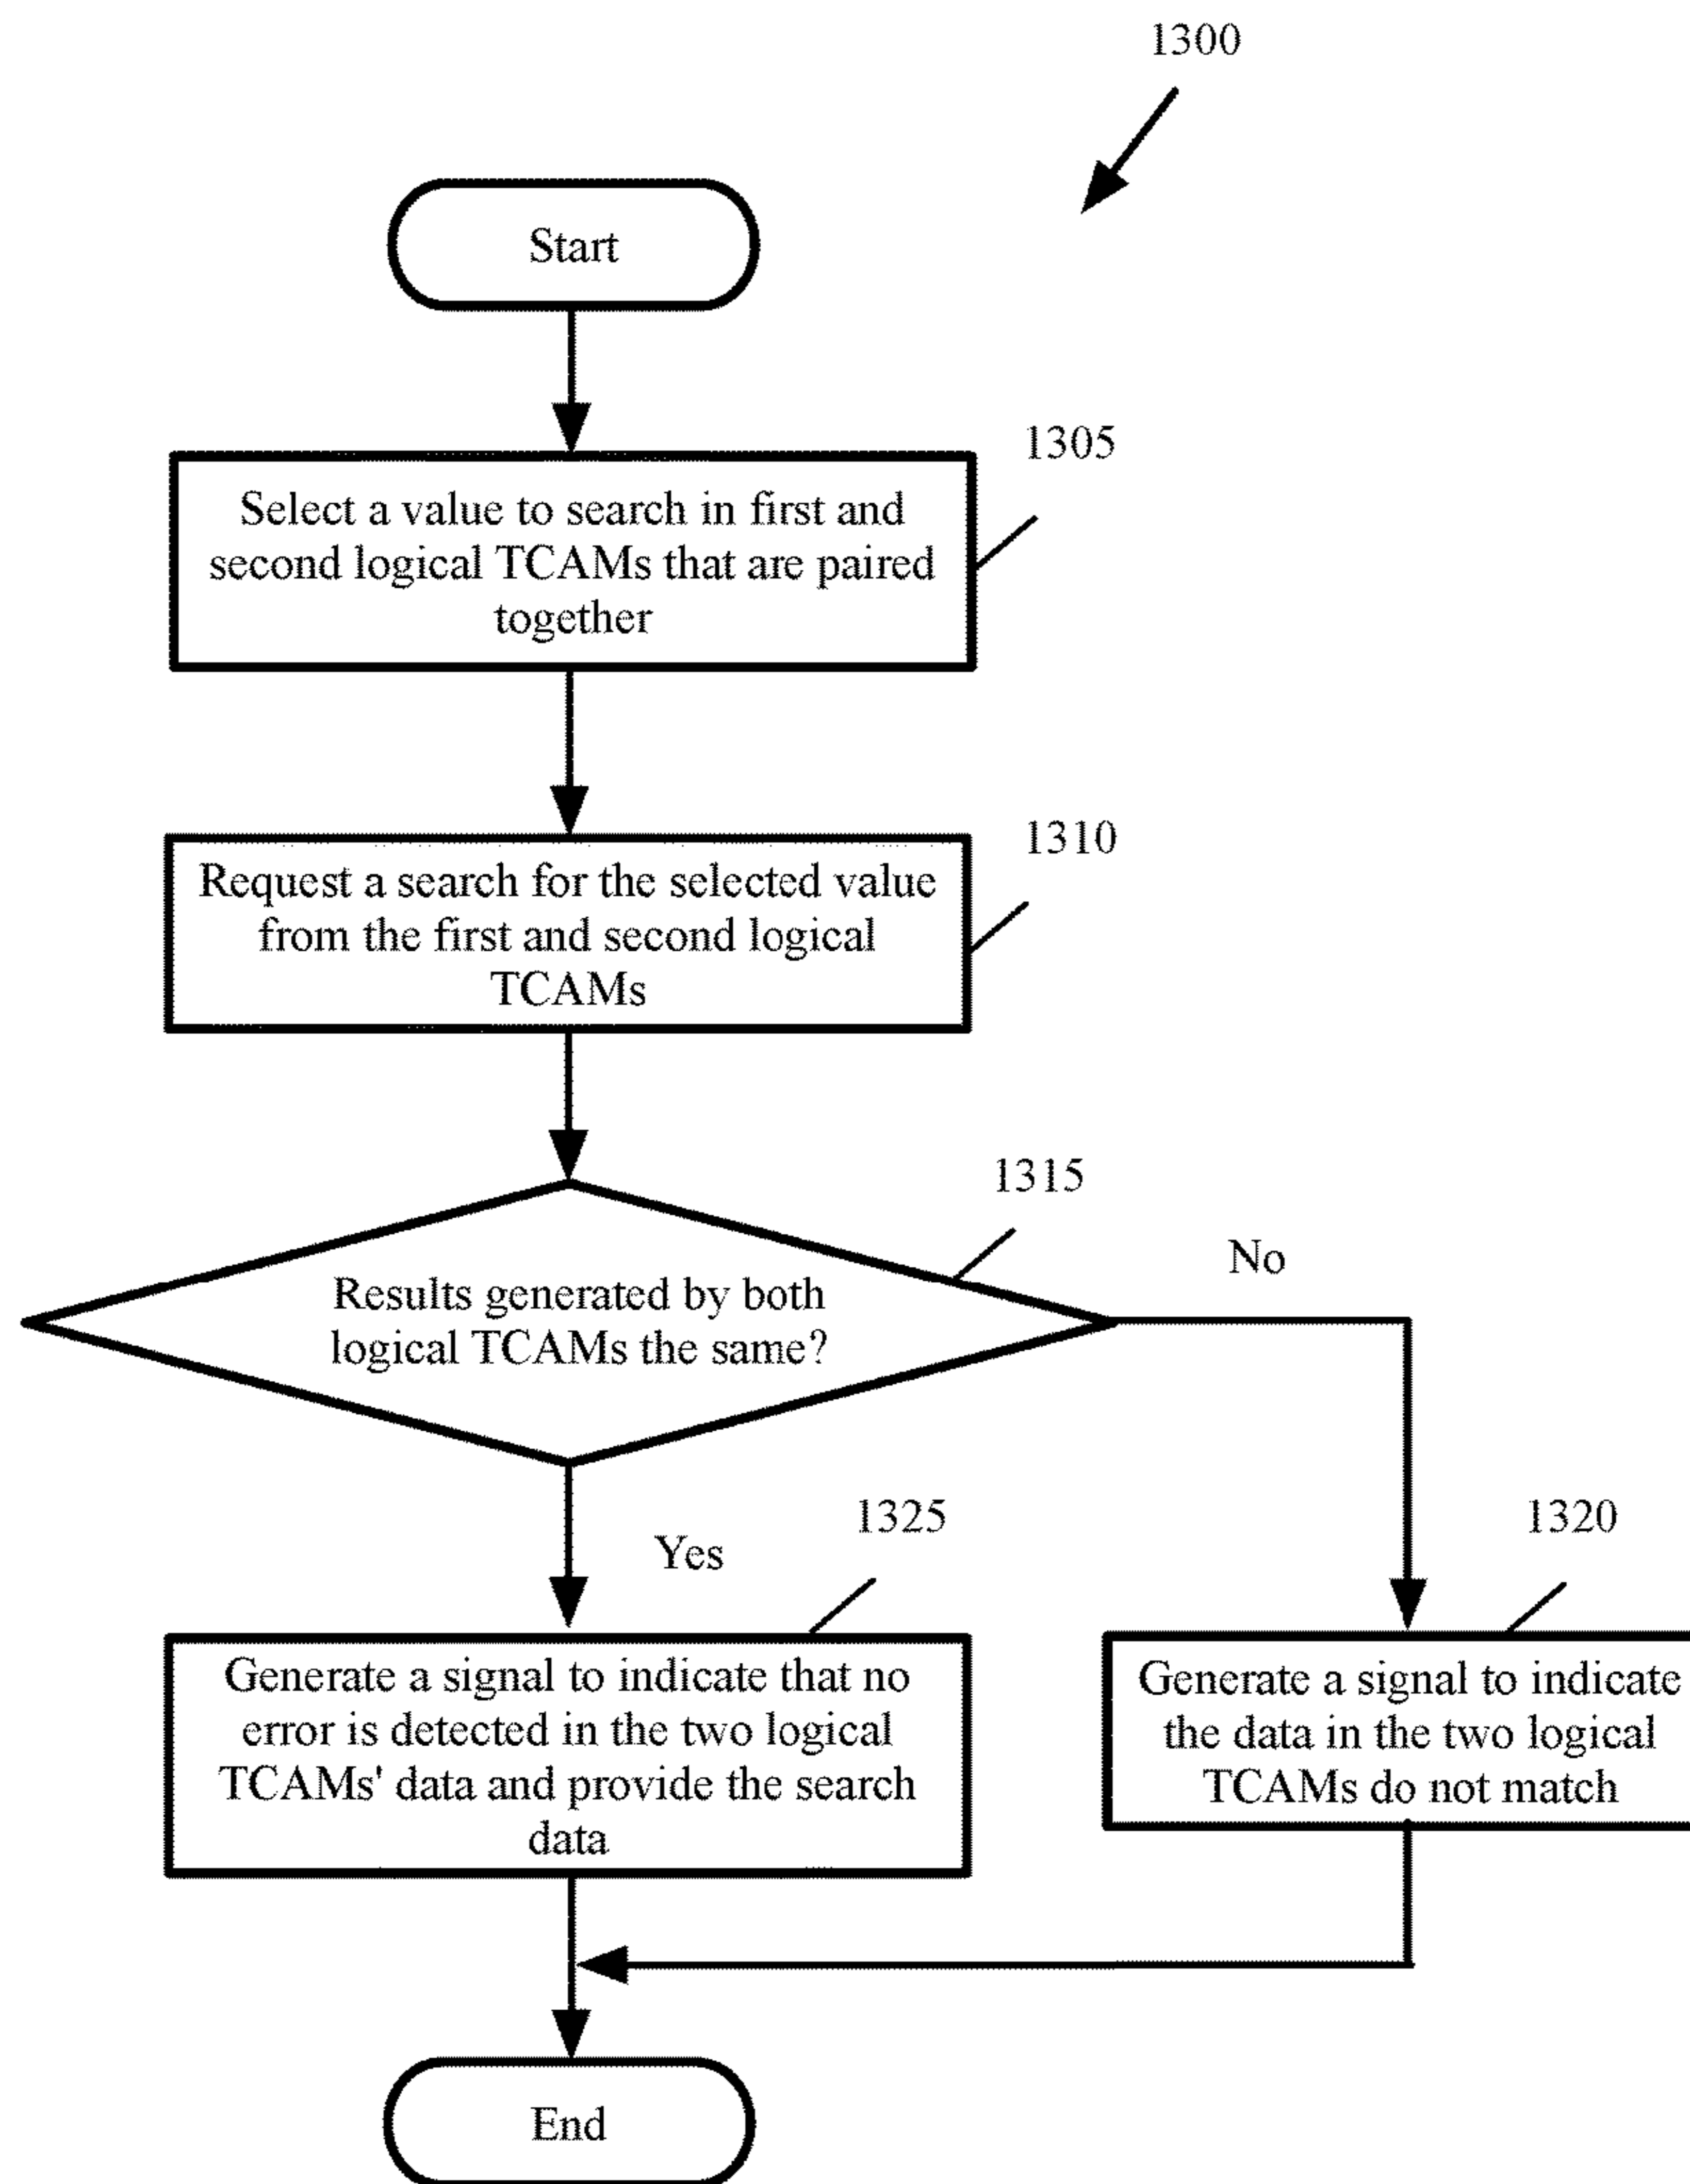 1300
Start
1305
Select a value to search in first and
second logical TCAMs that are paired
together
1310
Request a search for the selected value
from the first and second logical
TCAMs
1315
Results generated by both
logical TCAMs the same?
No
Yes
1325
Generate a signal to indicate that no
error is detected in the two logical
TCAMs' data and provide the search
data
1320
Generate a signal to indicate
the data in the two logical
TCAMs do not match
End